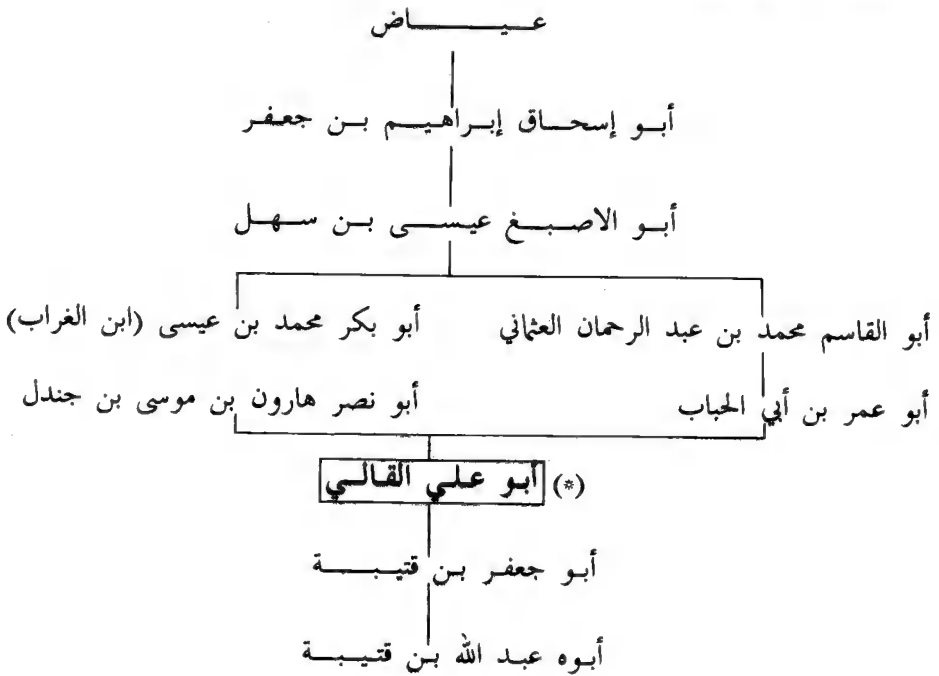 عياض
أبو إسحاق إبراهيم بن جعفر
أبو الاصبغ عيسى بن سهل
أبو القاسم محمد بن عبد الرحمان العثماني أبو بكر محمد بن عيسى (ابن الغراب)
أبو عمر بن أبي الحباب أبو نصر هارون بن موسى بن جندل
(*) أبو علي القالي
أبو جعفر بن قتيبة
أبوه عبد الله بن قتيبة